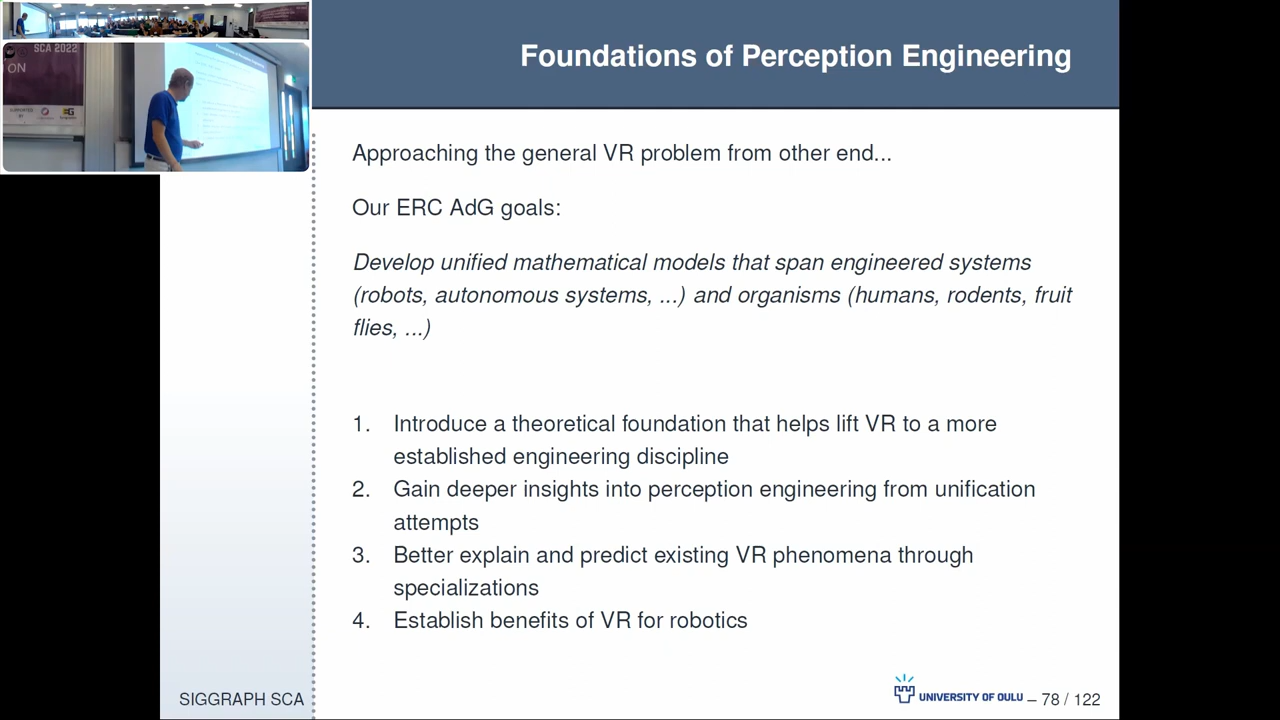 SCA 2022
ON
SUPPORTED
BY
Foundations of Perception Engineering
Approaching the general VR problem from other end...
Our ERC AdG goals:
Develop unified mathematical models that span engineered systems
(robots, autonomous systems, ...) and organisms (humans, rodents, fruit
flies, ...)
1. Introduce a theoretical foundation that helps lift VR to a more
established engineering discipline
2. Gain deeper insights into perception engineering from unification
attempts
3. Better explain and predict existing VR phenomena through
specializations
4. Establish benefits of VR for robotics
SIGGRAPH SCA
UNIVERSITY OF OULU – 78 / 122